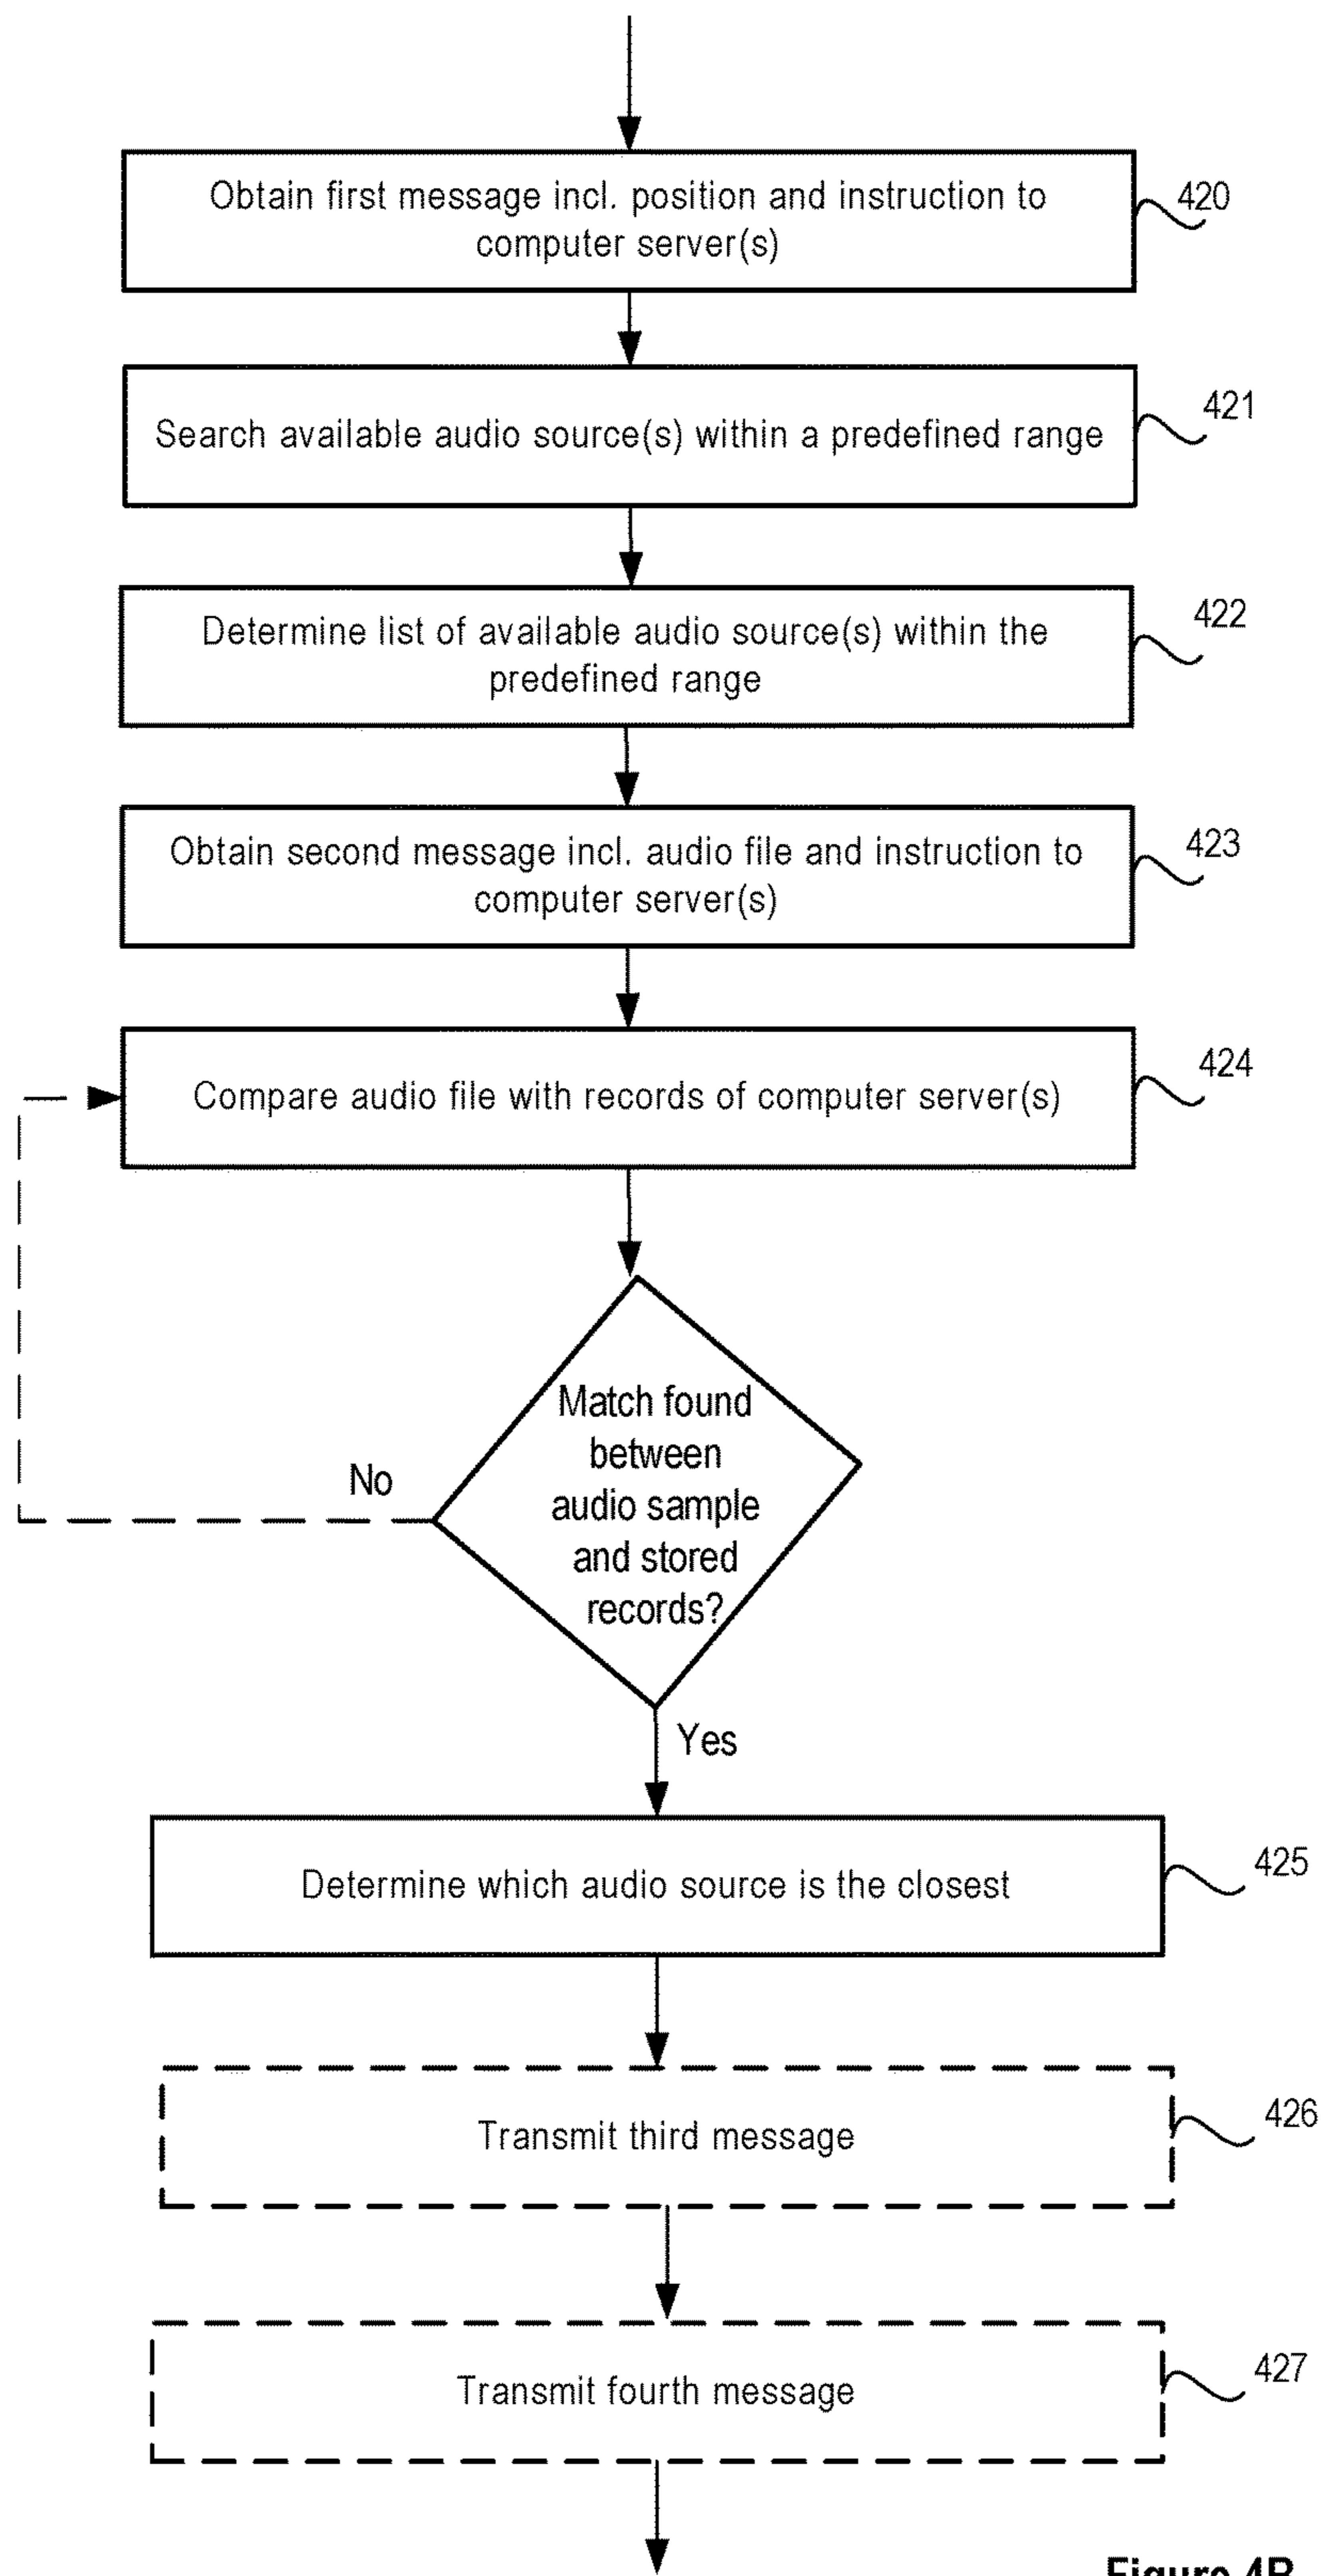 Obtain first message incl. position and instruction to
computer server(s)
420
Search available audio source(s) within a predefined range
421
Determine list of available audio source(s) within the
predefined range
422
Obtain second message incl. audio file and instruction to
computer server(s)
423
Compare audio file with records of computer server(s)
424
Match found
between
audio sample
and stored
records?
No
Yes
Determine which audio source is the closest
425
Transmit third message
426
Transmit fourth message
427
Figure 4B